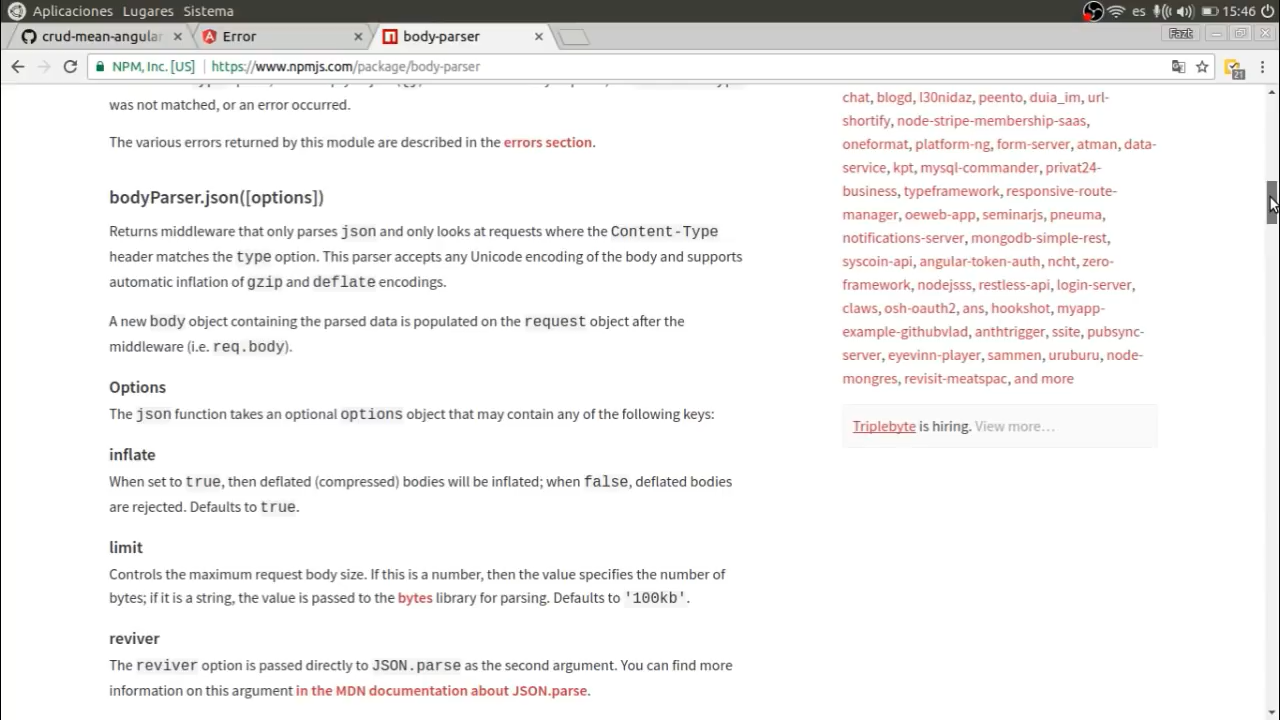 Aplicaciones Lugares Sistema
es
15:46
crud-mean-angular
Error
body-parser
Fazt
NPM, Inc. [US]
https://www.npmjs.com/package/body-parser
21
was not matched, or an error occurred.
The various errors returned by this module are described in the errors section.
bodyParser.json([options])
Returns middleware that only parses json and only looks at requests where the Content-Type
header matches the type option. This parser accepts any Unicode encoding of the body and supports
automatic inflation of gzip and deflate encodings.
A new body object containing the parsed data is populated on the request object after the
middleware (i.e. req.body).
Options
The json function takes an optional options object that may contain any of the following keys:
inflate
When set to true, then deflated (compressed) bodies will be inflated; when false, deflated bodies
are rejected. Defaults to true.
limit
Controls the maximum request body size. If this is a number, then the value specifies the number of
bytes; if it is a string, the value is passed to the bytes library for parsing. Defaults to '100kb'.
reviver
The reviver option is passed directly to JSON.parse as the second argument. You can find more
information on this argument in the MDN documentation about JSON.parse.
chat, blogd, l30nidaz, peento, duia_im, url-
shortify, node-stripe-membership-saas,
oneformat, platform-ng, form-server, atman, data-
service, kpt, mysql-commander, privat24-
business, typeframework, responsive-route-
manager, oeweb-app, seminarjs, pneuma,
notifications-server, mongodb-simple-rest,
syscoin-api, angular-token-auth, ncht, zero-
framework, nodejsss, restless-api, login-server,
claws, osh-oauth2, ans, hookshot, myapp-
example-githubvlad, anthtrigger, ssite, pubsync-
server, eyevinn-player, sammen, uruburu, node-
mongres, revisit-meatspac, and more
Triplebyte is hiring. View more…